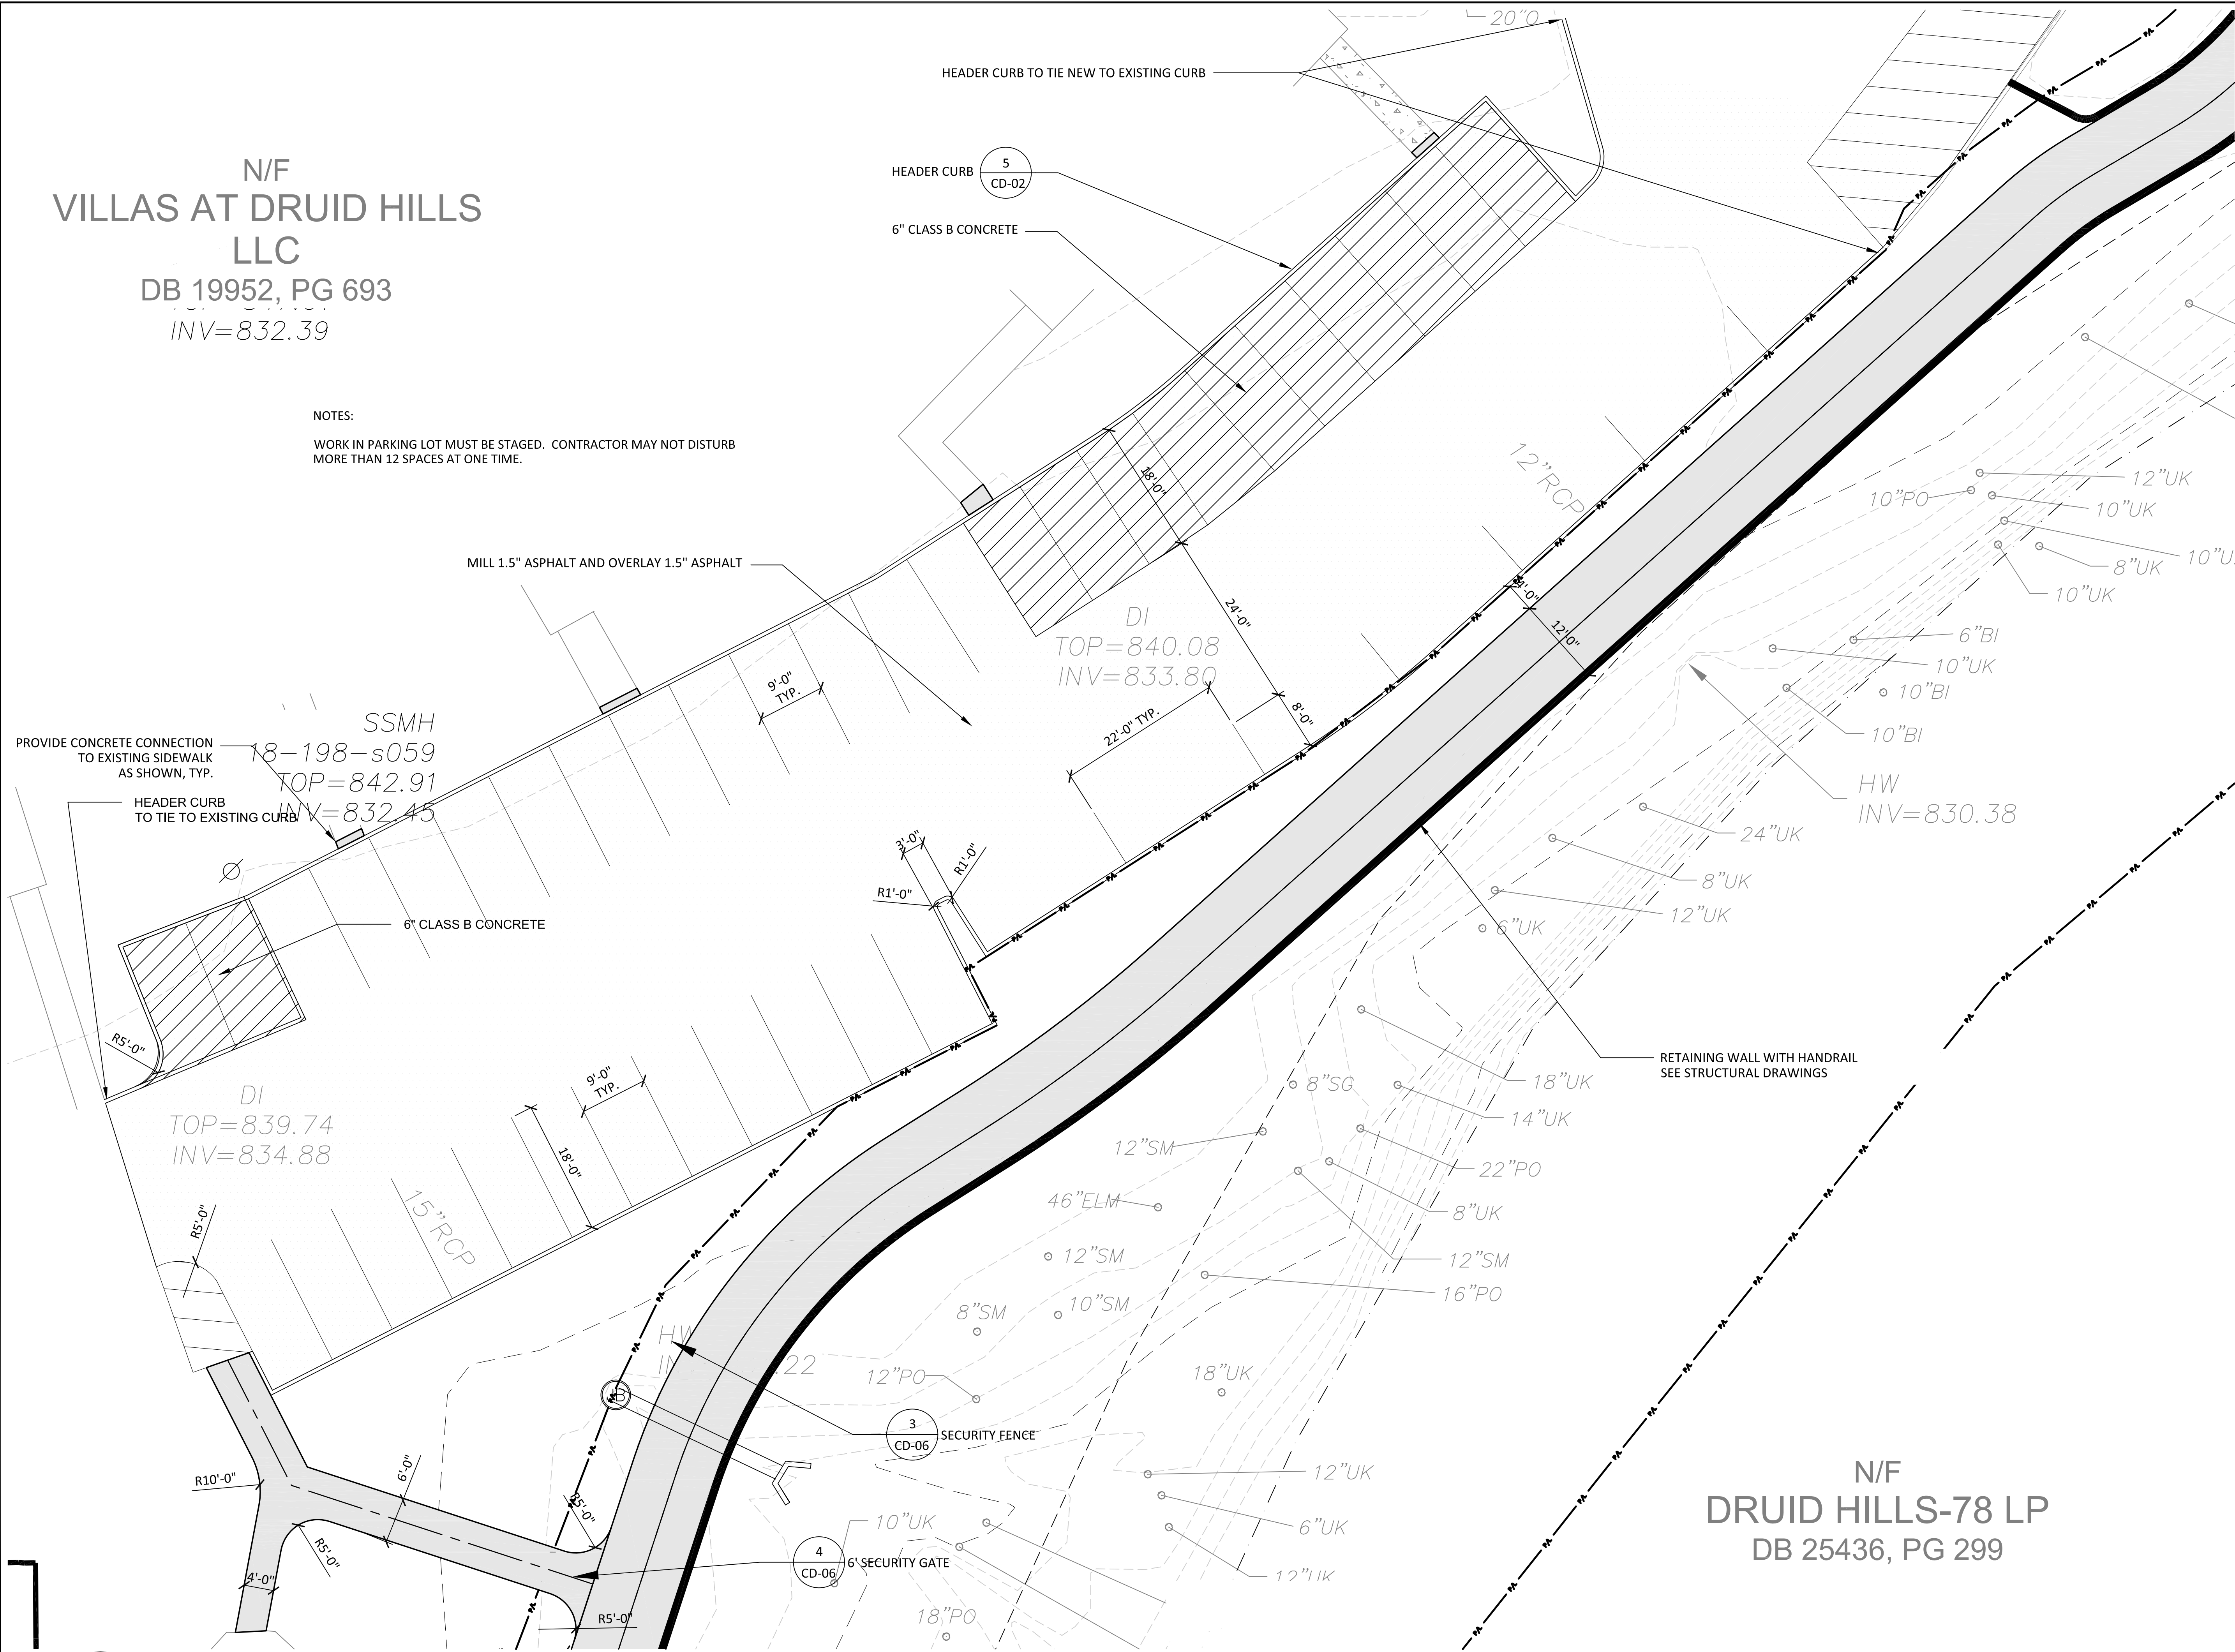 20"O
HEADER CURB TO TIE NEW TO EXISTING CURB
N/F
VILLAS AT DRUID HILLS
LLC
DB 19952, PG 693
INV=832.39
HEADER CURB
5
CD-02
6" CLASS B CONCRETE
NOTES:
WORK IN PARKING LOT MUST BE STAGED. CONTRACTOR MAY NOT DISTURB
MORE THAN 12 SPACES AT ONE TIME.
18'-0"
12"RCP
12"UK
10"PO
10"UK
10"U
8"UK
10"UK
MILL 1.5" ASPHALT AND OVERLAY 1.5" ASPHALT
24'-0"
4'-0"
12'0"
DI
TOP=840.08
INV=833.80
6"BI
10"UK
10"BI
10"BI
9'-0"
TYP.
22'-0" TYP.
8'-0"
SSMH
18-198-s059
TOP=842.91
INV=832.45
PROVIDE CONCRETE CONNECTION
TO EXISTING SIDEWALK
AS SHOWN, TYP.
HEADER CURB
TO TIE TO EXISTING CURB
HW
INV=830.38
24"UK
8"UK
12"UK
6"UK
3'-0"
R1'-0"
R1'-0"
6" CLASS B CONCRETE
R5'-0"
RETAINING WALL WITH HANDRAIL
SEE STRUCTURAL DRAWINGS
DI
TOP=839.74
INV=834.88
9'-0"
TYP.
18'-0"
8"SG
18"UK
14"UK
12"SM
22"PO
46"ELM
8"UK
12"SM
12"SM
16"PO
R5'-0"
15"RCP
8"SM
10"SM
HW
22
12"PO
18"UK
JB
3
CD-06
SECURITY FENCE
R10'-0"
6'-0"
R5'-0"
12"UK
N/F
DRUID HILLS-78 LP
DB 25436, PG 299
10"UK
6"UK
R5'-0"
4
CD-06
6' SECURITY GATE
12"UK
4'-0"
R5'-0"
18"PO